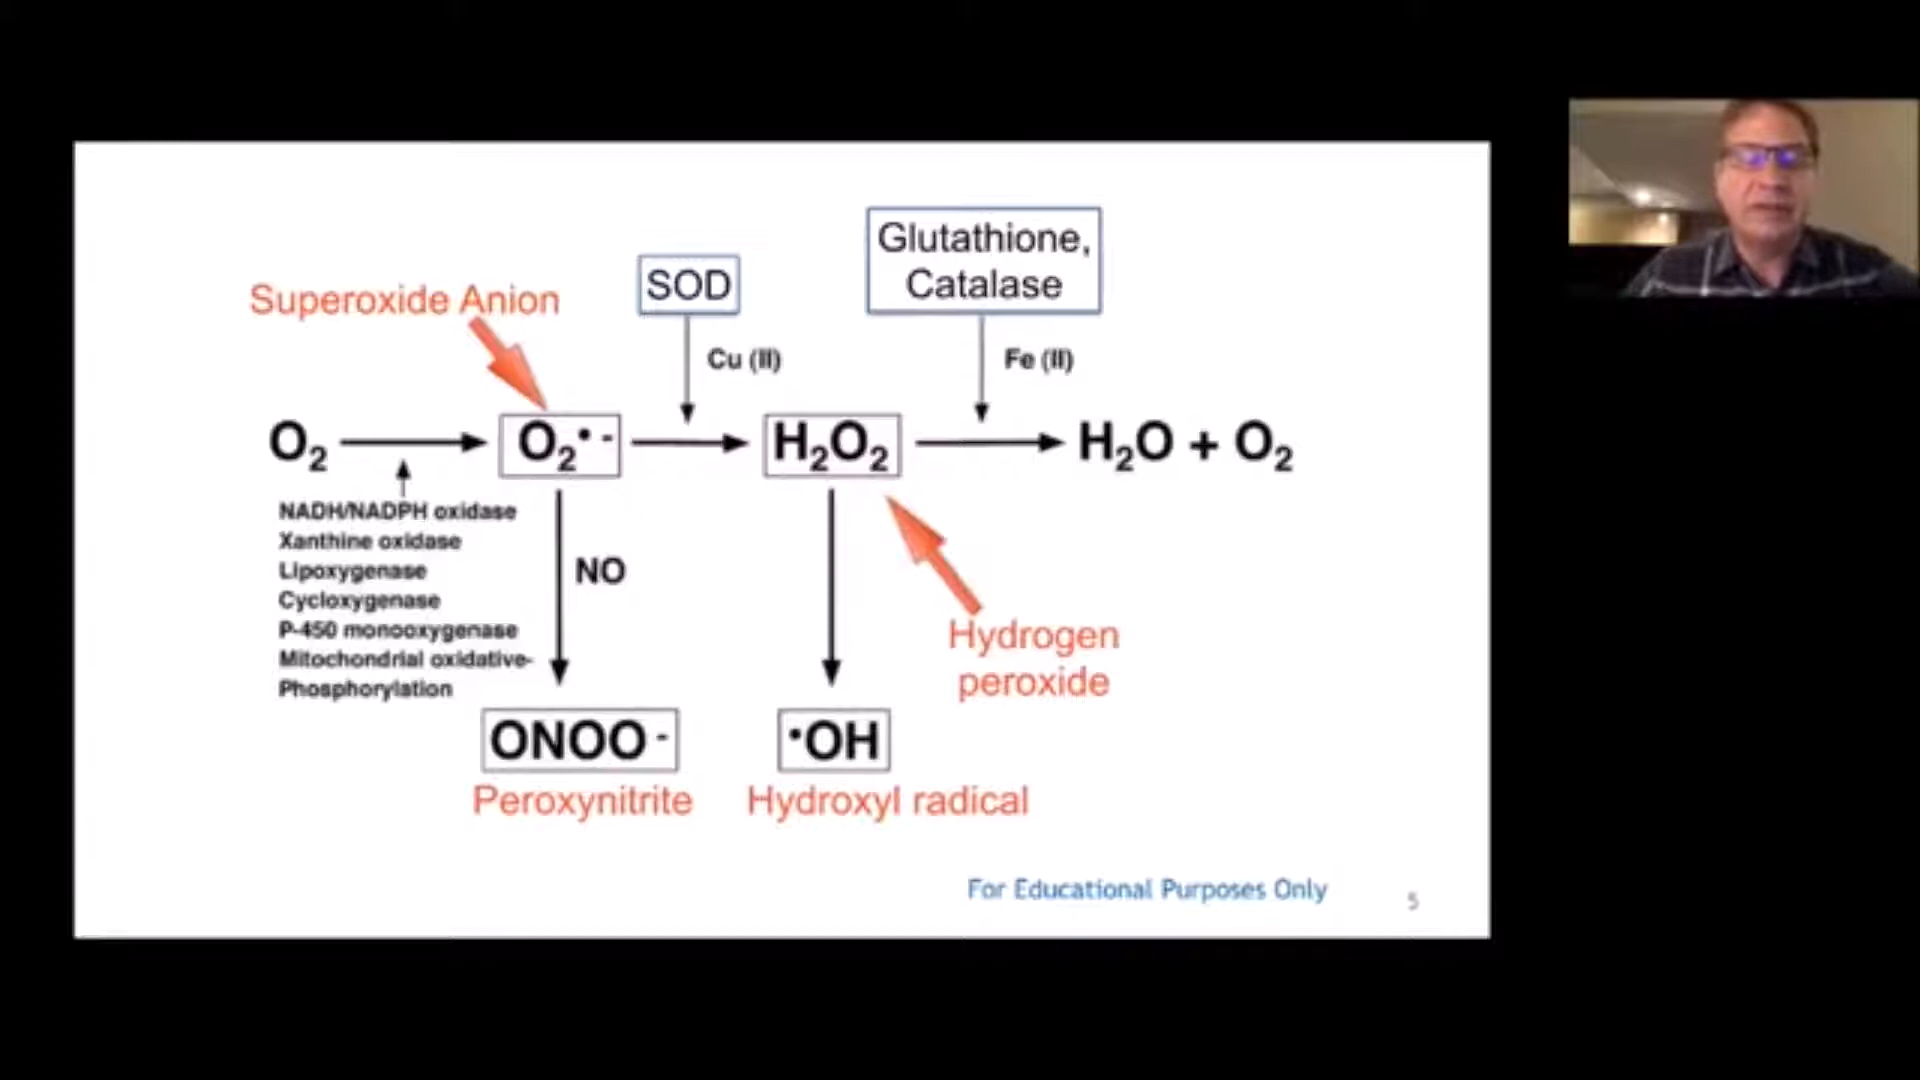 Glutathione,
Catalase
SOD
Superoxide Anion
Cu (II)
Fe (II)
O₂
O₂•-
H₂O₂
H₂O + O₂
NADH/NADPH oxidase
Xanthine oxidase
Lipoxygenase
Cycloxygenase
P-450 monooxygenase
Mitochondrial oxidative-
Phosphorylation
NO
Hydrogen
peroxide
ONOO-
•OH
Peroxynitrite
Hydroxyl radical
For Educational Purposes Only
5